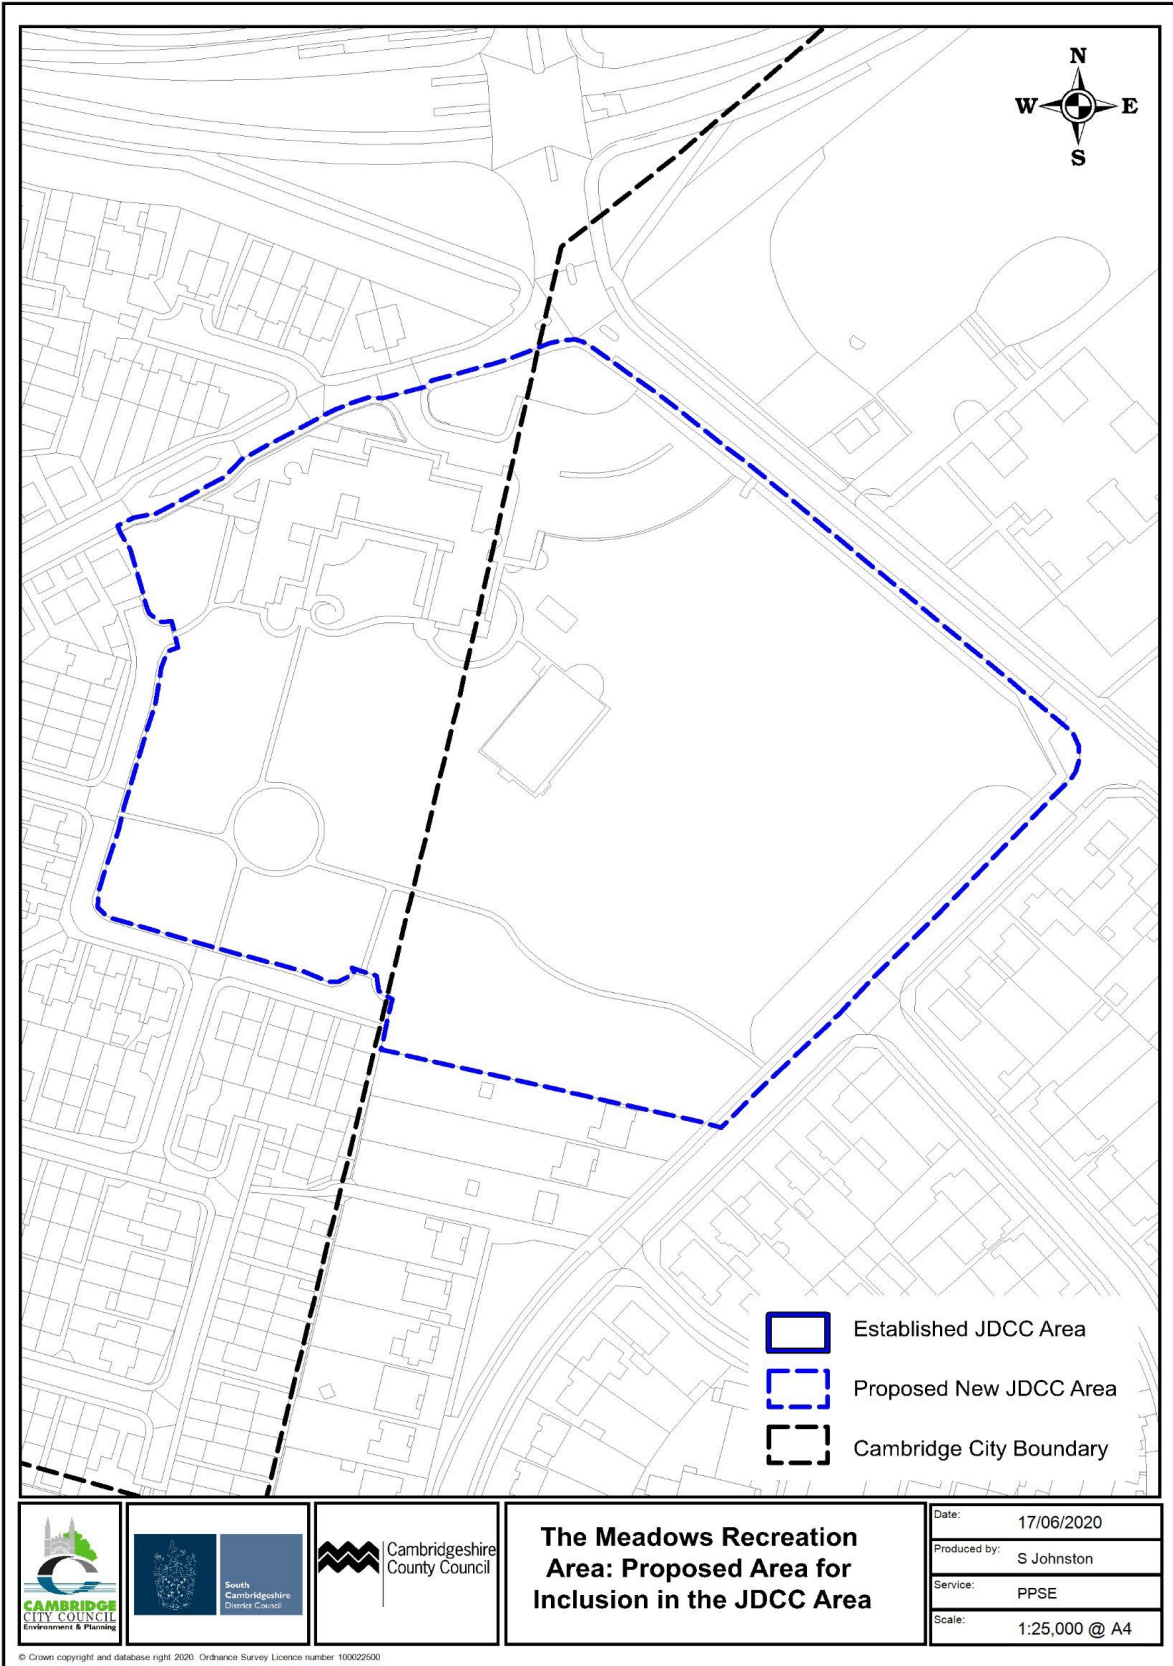 N
W
E
S
Established JDCC Area
Proposed New JDCC Area
Cambridge City Boundary
CAMBRIDGE
CITY COUNCIL
Environment & Planning
South
Cambridgeshire
District Council
Cambridgeshire
County Council
The Meadows Recreation
Area: Proposed Area for
Inclusion in the JDCC Area
Date: 17/06/2020
Produced by: S Johnston
Service: PPSE
Scale: 1:25,000 @ A4
© Crown copyright and database right 2020. Ordnance Survey Licence number 100022500